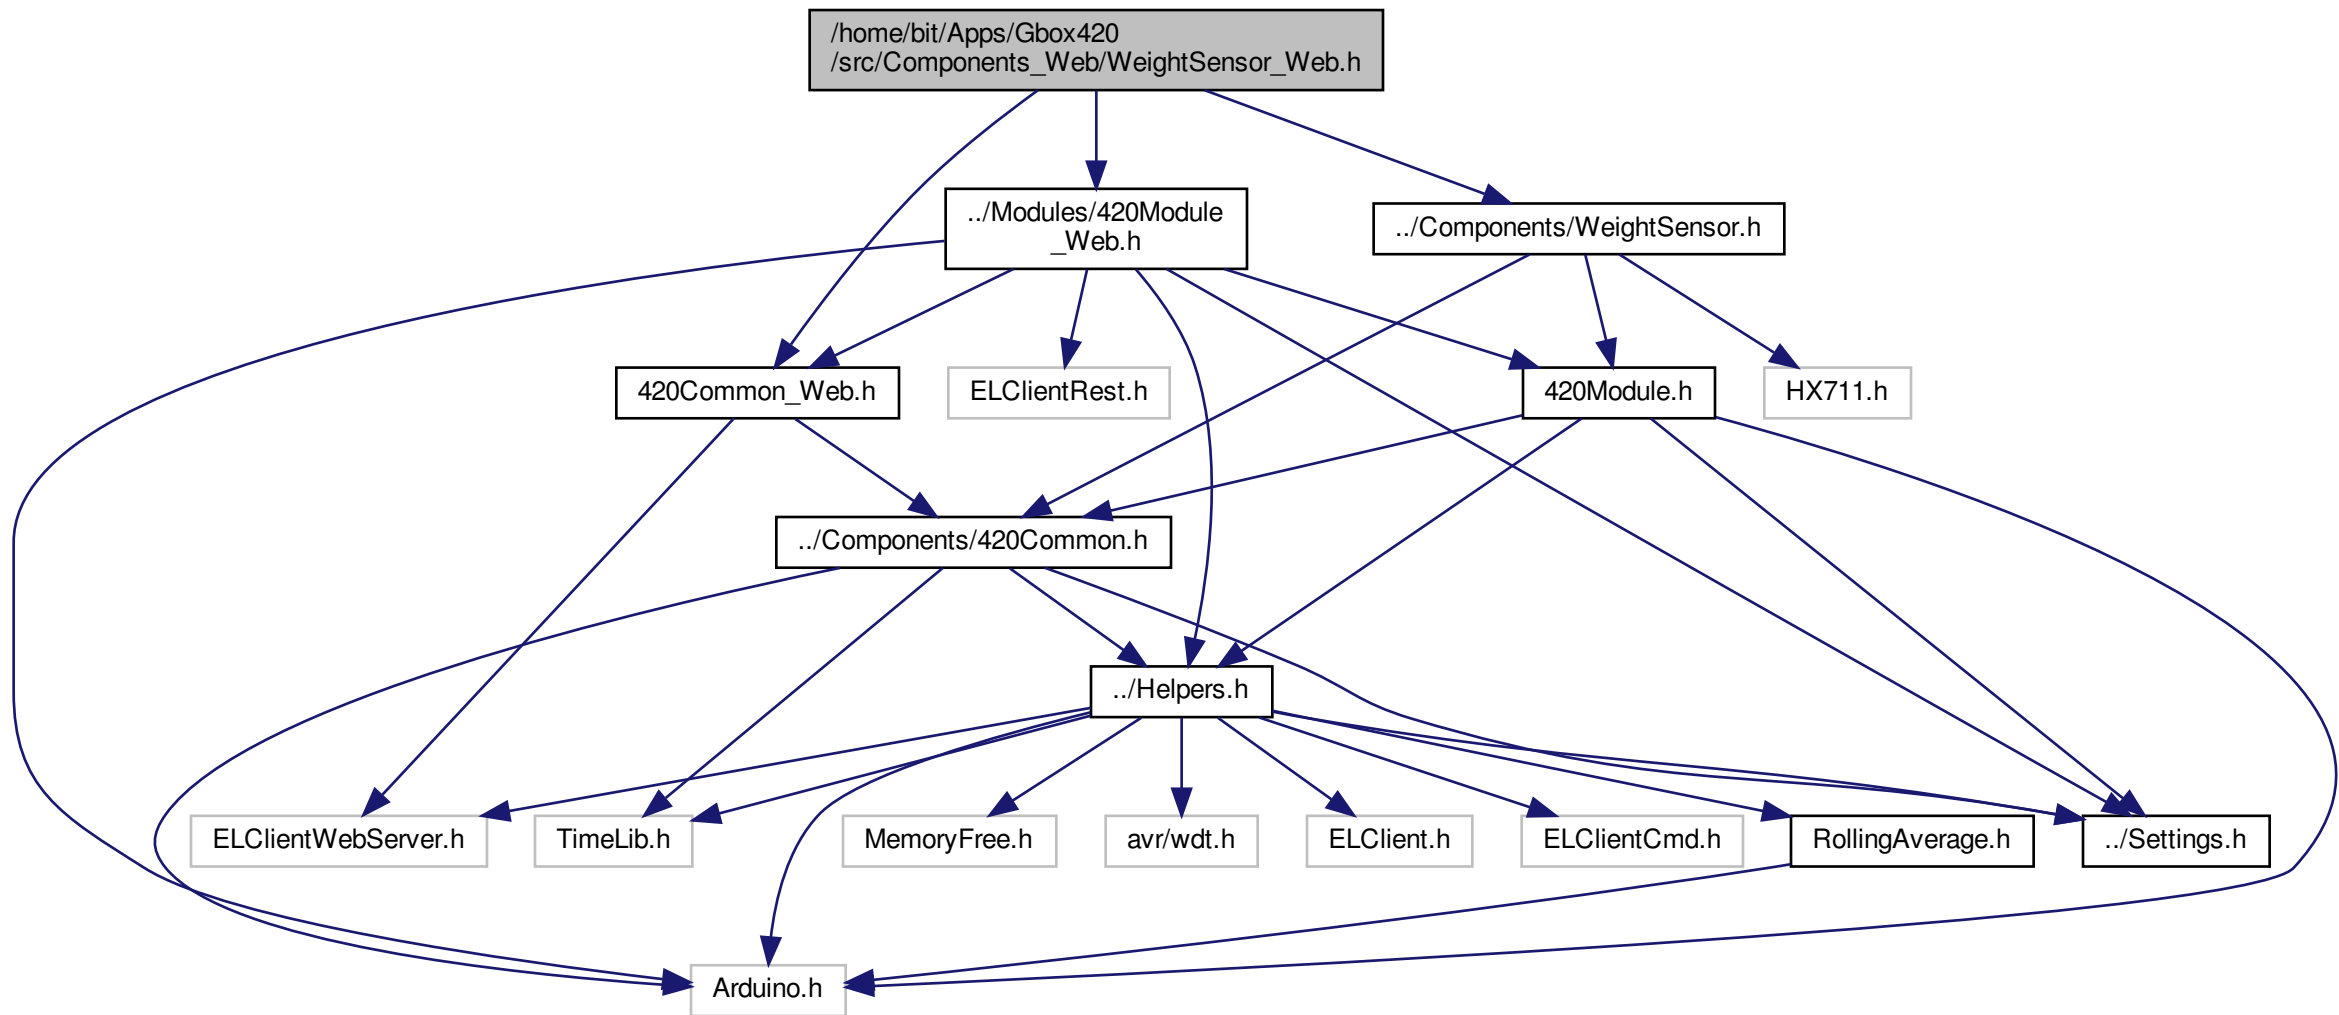 /home/bit/Apps/Gbox420
/src/Components_Web/WeightSensor_Web.h
../Modules/420Module
_Web.h
../Components/WeightSensor.h
420Common_Web.h
ELClientRest.h
420Module.h
HX711.h
../Components/420Common.h
../Helpers.h
ELClientWebServer.h
TimeLib.h
MemoryFree.h
avr/wdt.h
ELClient.h
ELClientCmd.h
RollingAverage.h
../Settings.h
Arduino.h